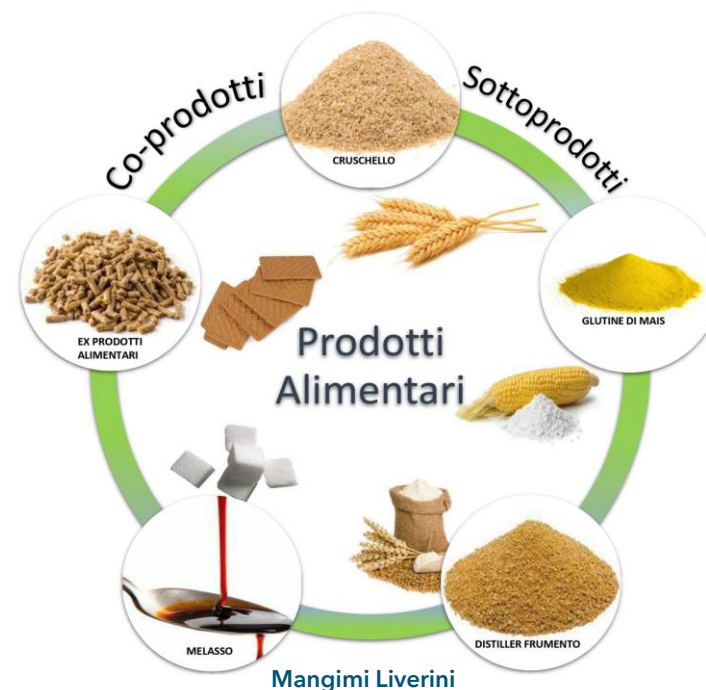 Co-prodotti
Sottoprodotti
CRUSCHELLO
EX PRODOTTI
ALIMENTARI
GLUTINE DI MAIS
Prodotti
Alimentari
MELASSO
DISTILLER FRUMENTO
Mangimi Liverini